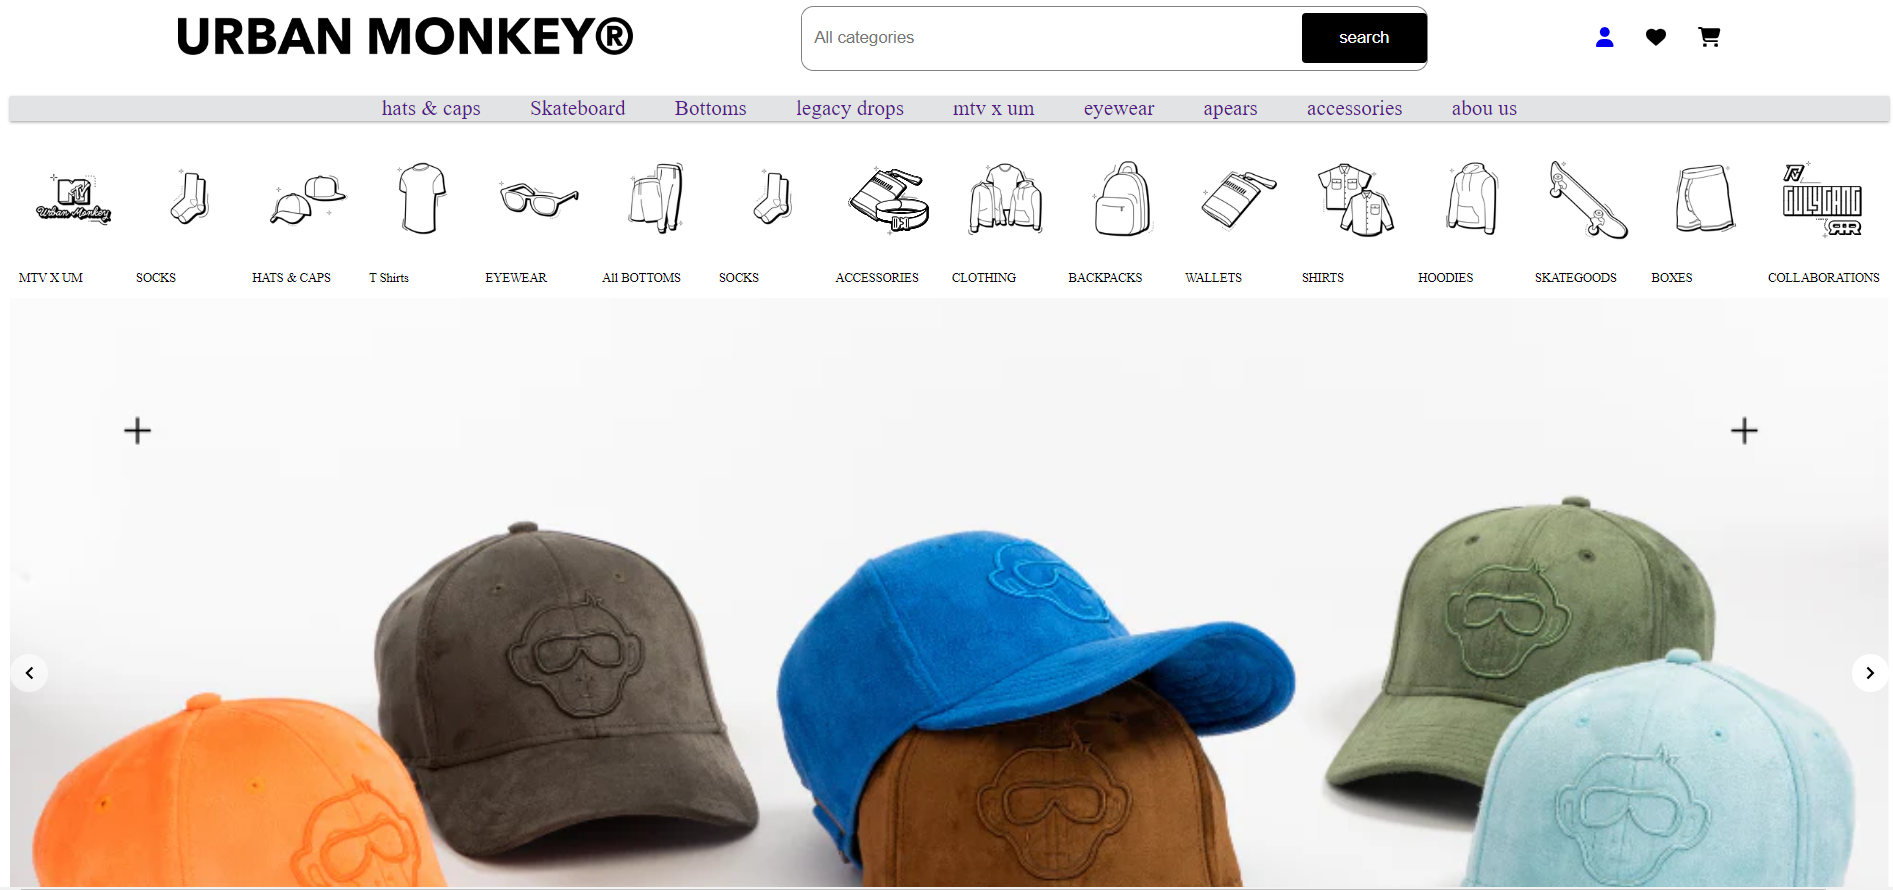 URBAN MONKEY®
All categories
search
hats & caps Skateboard Bottoms legacy drops mtv x um eyewear apears accessories abou us
MTV
Urban Monkey
GULLYGANG
MTV X UM SOCKS HATS & CAPS T Shirts EYEWEAR All BOTTOMS SOCKS ACCESSORIES CLOTHING BACKPACKS WALLETS SHIRTS HOODIES SKATEGOODS BOXES COLLABORATIONS